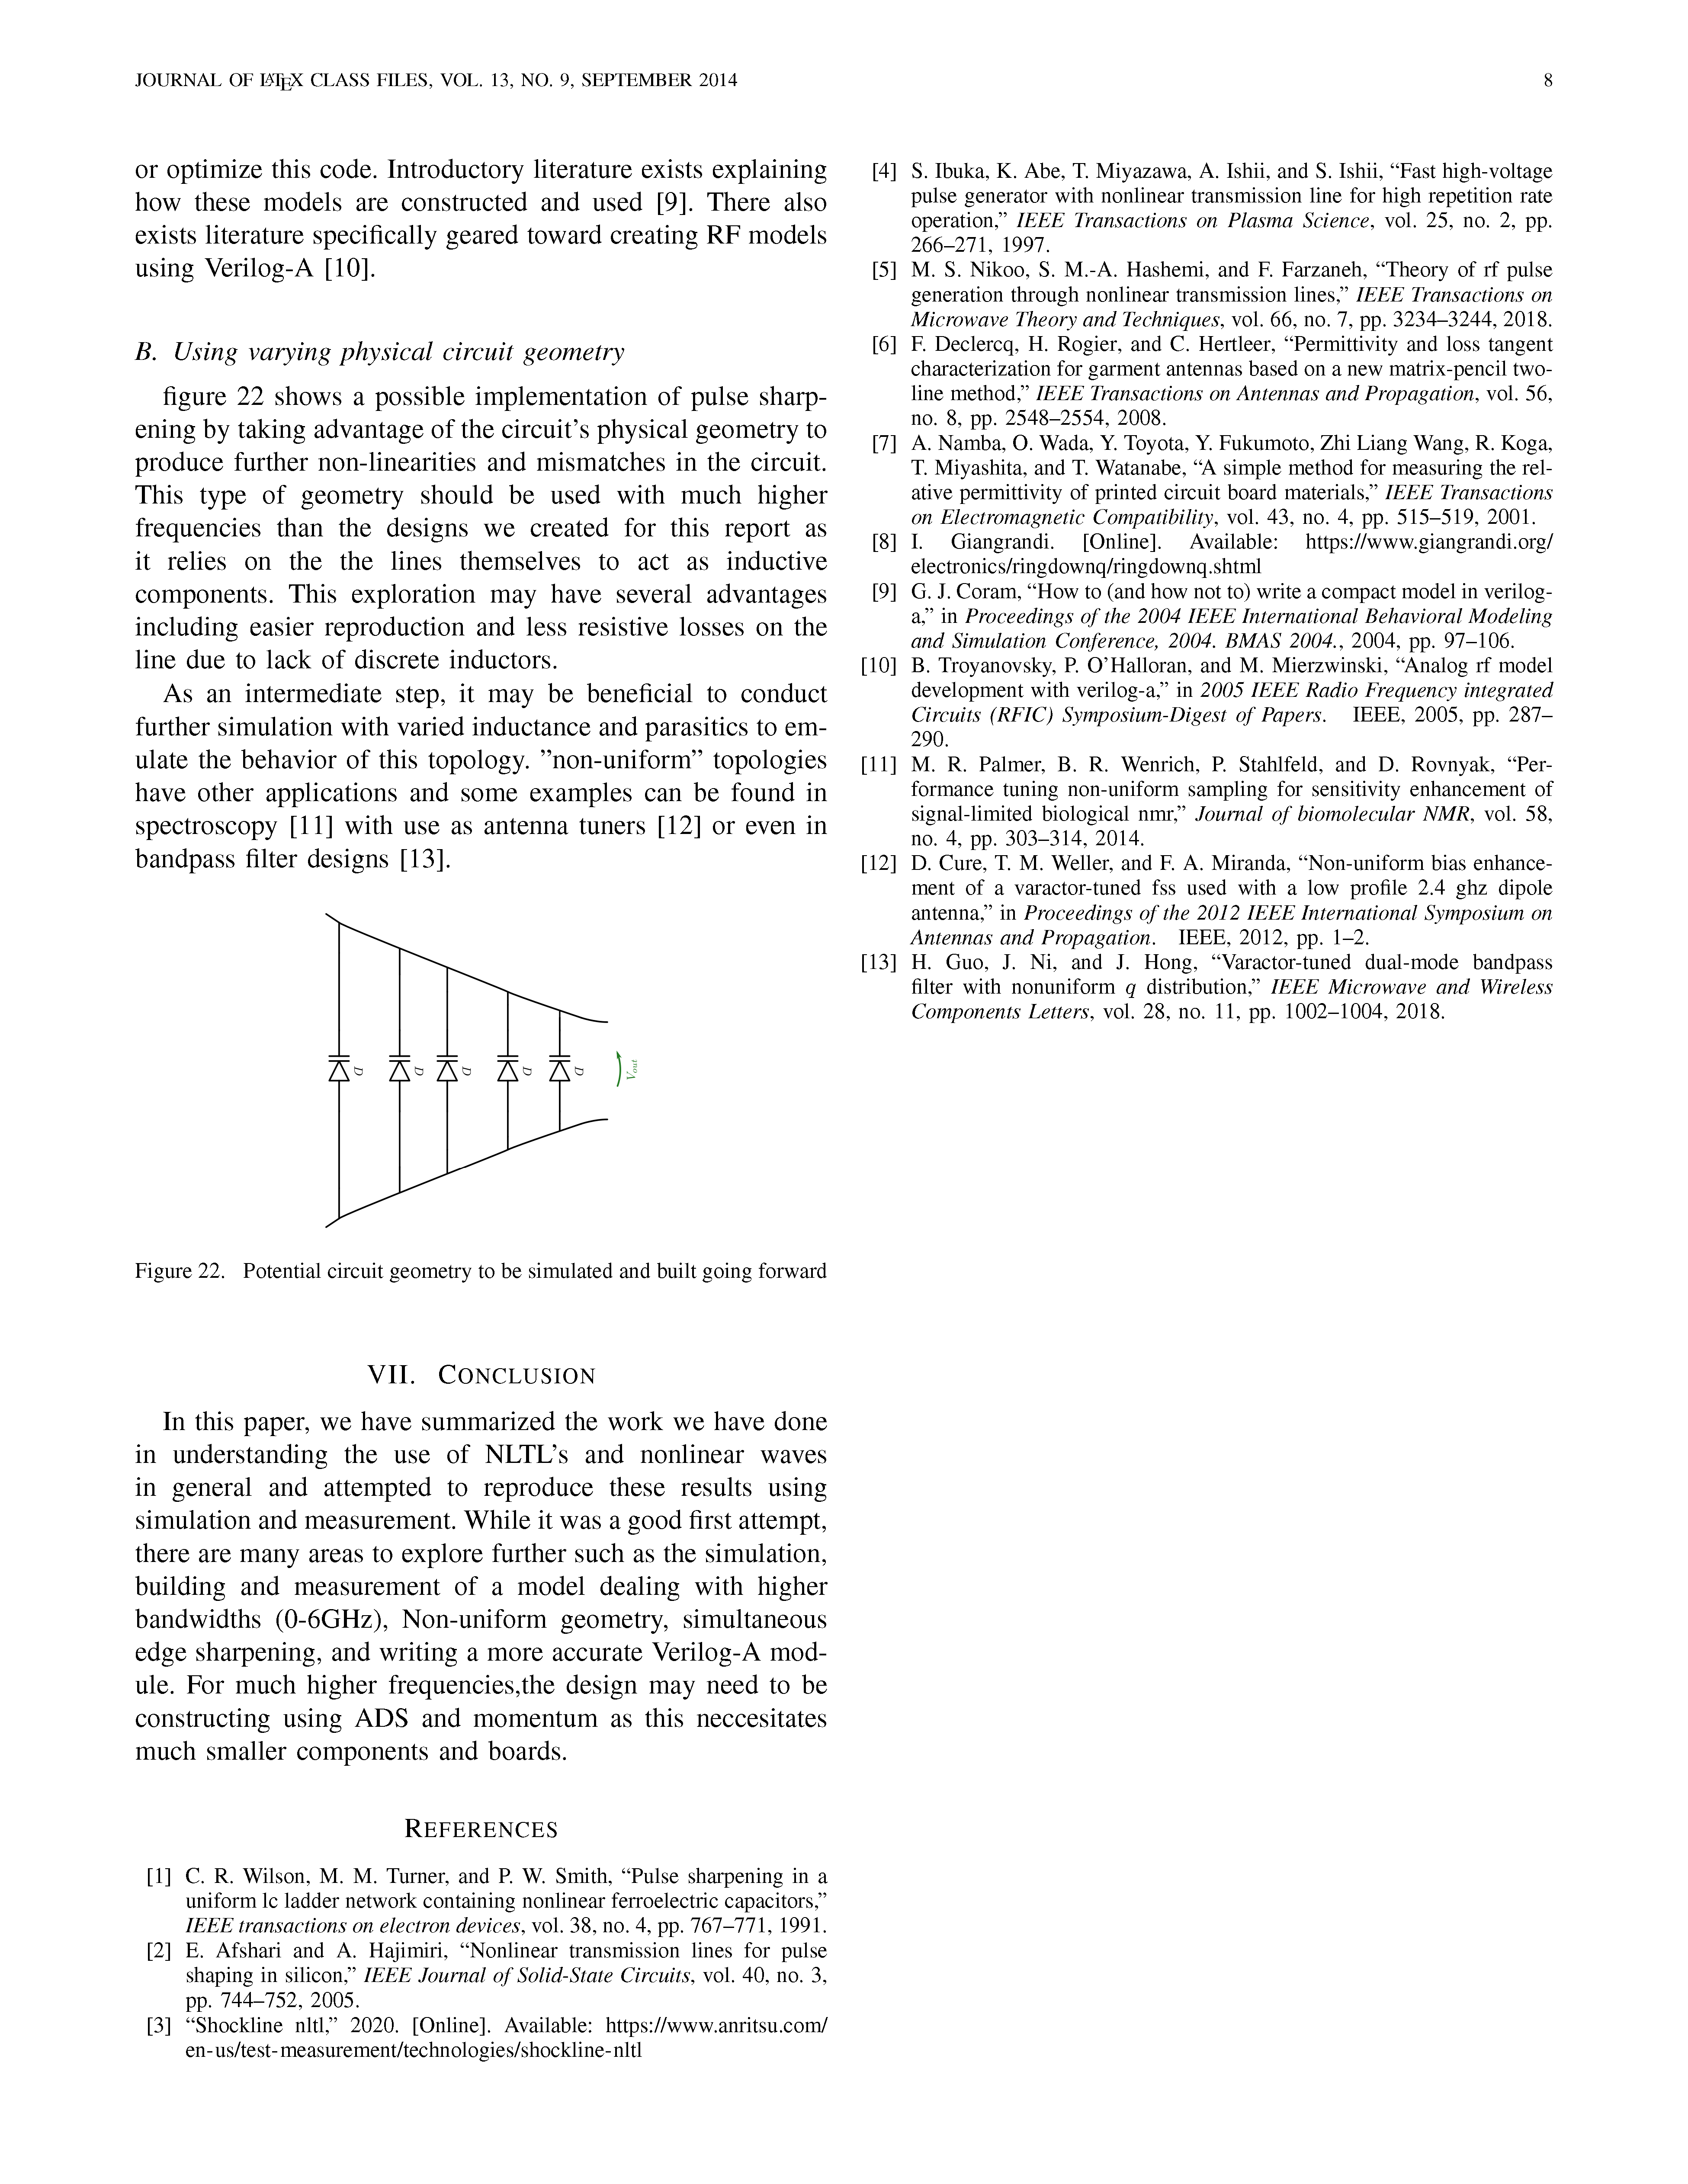 JOURNAL OF LATEX CLASS FILES, VOL. 13, NO. 9, SEPTEMBER 2014
8
or optimize this code. Introductory literature exists explaining
how these models are constructed and used [9]. There also
exists literature specifically geared toward creating RF models
using Verilog-A [10].
B. Using varying physical circuit geometry
figure 22 shows a possible implementation of pulse sharp-
ening by taking advantage of the circuit's physical geometry to
produce further non-linearities and mismatches in the circuit.
This type of geometry should be used with much higher
frequencies than the designs we created for this report as
it relies on the the lines themselves to act as inductive
components. This exploration may have several advantages
including easier reproduction and less resistive losses on the
line due to lack of discrete inductors.
As an intermediate step, it may be beneficial to conduct
further simulation with varied inductance and parasitics to em-
ulate the behavior of this topology. ”non-uniform” topologies
have other applications and some examples can be found in
spectroscopy [11] with use as antenna tuners [12] or even in
bandpass filter designs [13].
D D D D D Vout
Figure 22. Potential circuit geometry to be simulated and built going forward
VII. CONCLUSION
In this paper, we have summarized the work we have done
in understanding the use of NLTL's and nonlinear waves
in general and attempted to reproduce these results using
simulation and measurement. While it was a good first attempt,
there are many areas to explore further such as the simulation,
building and measurement of a model dealing with higher
bandwidths (0-6GHz), Non-uniform geometry, simultaneous
edge sharpening, and writing a more accurate Verilog-A mod-
ule. For much higher frequencies,the design may need to be
constructing using ADS and momentum as this neccesitates
much smaller components and boards.
REFERENCES
[1] C. R. Wilson, M. M. Turner, and P. W. Smith, “Pulse sharpening in a
uniform lc ladder network containing nonlinear ferroelectric capacitors,”
IEEE transactions on electron devices, vol. 38, no. 4, pp. 767–771, 1991.
[2] E. Afshari and A. Hajimiri, “Nonlinear transmission lines for pulse
shaping in silicon,” IEEE Journal of Solid-State Circuits, vol. 40, no. 3,
pp. 744–752, 2005.
[3] “Shockline nltl,” 2020. [Online]. Available: https://www.anritsu.com/
en-us/test-measurement/technologies/shockline-nltl
[4] S. Ibuka, K. Abe, T. Miyazawa, A. Ishii, and S. Ishii, “Fast high-voltage
pulse generator with nonlinear transmission line for high repetition rate
operation,” IEEE Transactions on Plasma Science, vol. 25, no. 2, pp.
266–271, 1997.
[5] M. S. Nikoo, S. M.-A. Hashemi, and F. Farzaneh, “Theory of rf pulse
generation through nonlinear transmission lines,” IEEE Transactions on
Microwave Theory and Techniques, vol. 66, no. 7, pp. 3234–3244, 2018.
[6] F. Declercq, H. Rogier, and C. Hertleer, “Permittivity and loss tangent
characterization for garment antennas based on a new matrix-pencil two-
line method,” IEEE Transactions on Antennas and Propagation, vol. 56,
no. 8, pp. 2548–2554, 2008.
[7] A. Namba, O. Wada, Y. Toyota, Y. Fukumoto, Zhi Liang Wang, R. Koga,
T. Miyashita, and T. Watanabe, “A simple method for measuring the rel-
ative permittivity of printed circuit board materials,” IEEE Transactions
on Electromagnetic Compatibility, vol. 43, no. 4, pp. 515–519, 2001.
[8] I. Giangrandi. [Online]. Available: https://www.giangrandi.org/
electronics/ringdownq/ringdownq.shtml
[9] G. J. Coram, “How to (and how not to) write a compact model in verilog-
a,” in Proceedings of the 2004 IEEE International Behavioral Modeling
and Simulation Conference, 2004. BMAS 2004., 2004, pp. 97–106.
[10] B. Troyanovsky, P. O'Halloran, and M. Mierzwinski, “Analog rf model
development with verilog-a,” in 2005 IEEE Radio Frequency integrated
Circuits (RFIC) Symposium-Digest of Papers. IEEE, 2005, pp. 287–
290.
[11] M. R. Palmer, B. R. Wenrich, P. Stahlfeld, and D. Rovnyak, “Per-
formance tuning non-uniform sampling for sensitivity enhancement of
signal-limited biological nmr,” Journal of biomolecular NMR, vol. 58,
no. 4, pp. 303–314, 2014.
[12] D. Cure, T. M. Weller, and F. A. Miranda, “Non-uniform bias enhance-
ment of a varactor-tuned fss used with a low profile 2.4 ghz dipole
antenna,” in Proceedings of the 2012 IEEE International Symposium on
Antennas and Propagation. IEEE, 2012, pp. 1–2.
[13] H. Guo, J. Ni, and J. Hong, “Varactor-tuned dual-mode bandpass
filter with nonuniform q distribution,” IEEE Microwave and Wireless
Components Letters, vol. 28, no. 11, pp. 1002–1004, 2018.